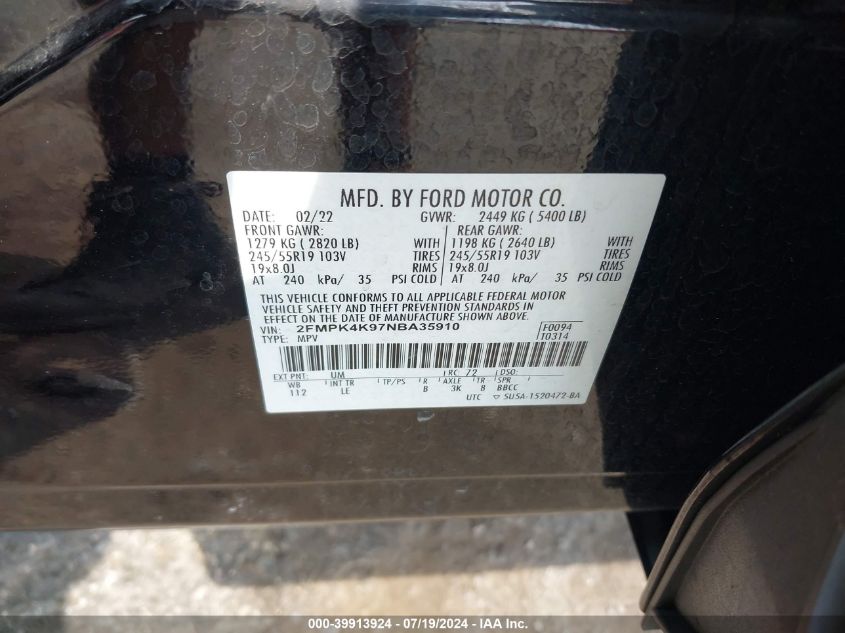 MFD. BY FORD MOTOR CO.
DATE: 02/22 GVWR: 2449 KG ( 5400 LB)
FRONT GAWR: REAR GAWR:
1279 KG ( 2820 LB) WITH 1198 KG ( 2640 LB) WITH
245/55R19 103V TIRES 245/55R19 103V TIRES
19x8.0J RIMS 19x8.0J RIMS
AT 240 kPa/ 35 PSI COLD AT 240 kPa/ 35 PSI COLD
THIS VEHICLE CONFORMS TO ALL APPLICABLE FEDERAL MOTOR
VEHICLE SAFETY AND THEFT PREVENTION STANDARDS IN
EFFECT ON THE DATE OF MANUFACTURE SHOWN ABOVE.
VIN: 2FMPK4K97NBA35910 F0094
TYPE: MPV T0314
EXT PNT: UM RC: 72 DSO:
WB INT TR TP/PS R AXLE TR SPR
112 LE B 3K 8 BBCC
UTC ▽ SU5A-1520472-BA
000-39913924 - 07/19/2024 - IAA Inc.